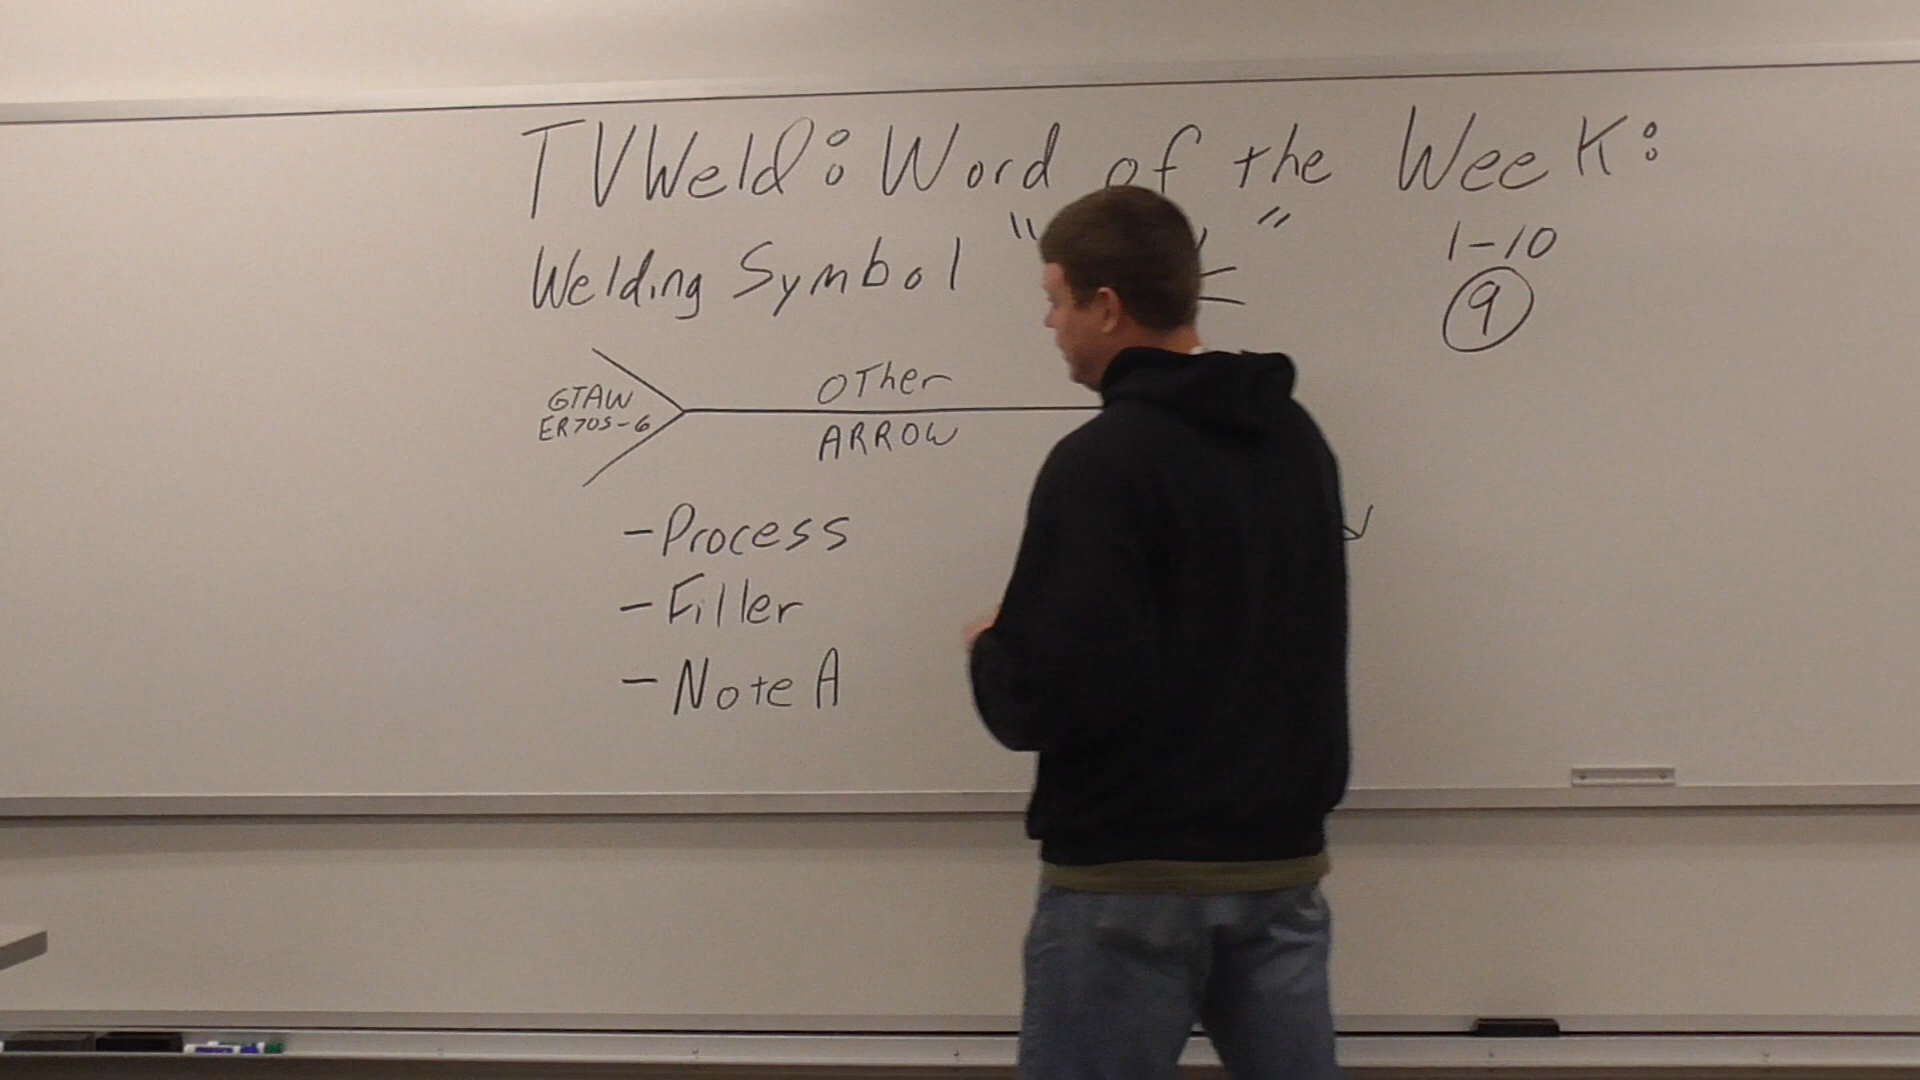 TVWeld: Word of the Week:
Welding Symbol " "
1-10
9
GTAW
ER70S-6
OTher
ARROW
- Process
- Filler
- Note A